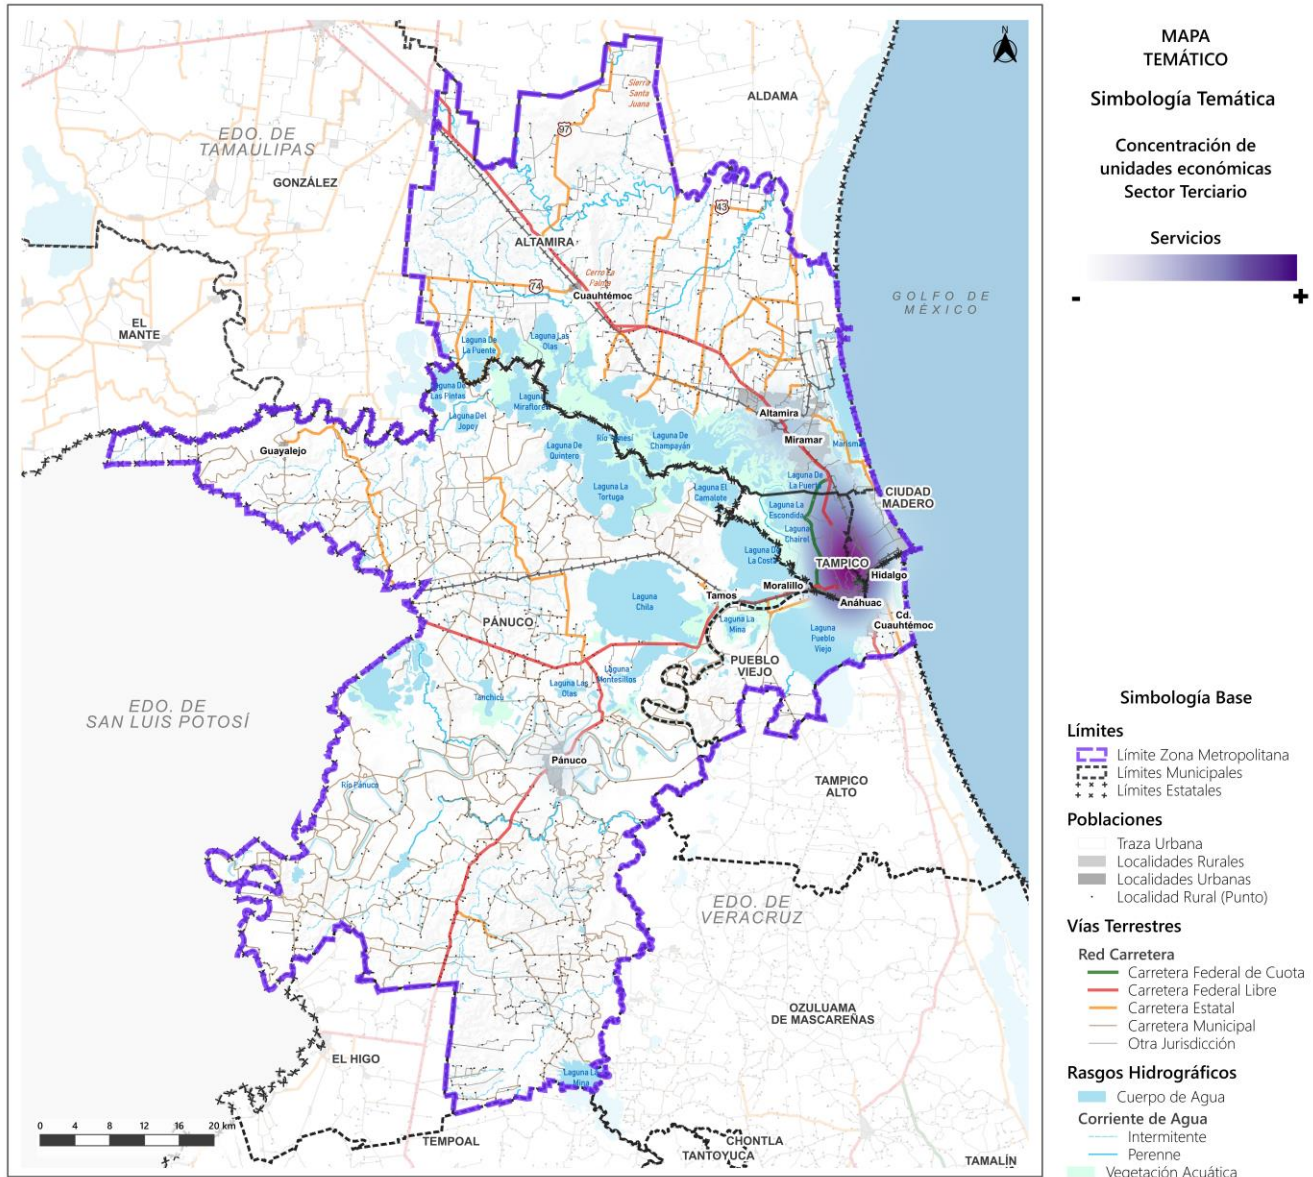 N
Sierra
Santa
Juana
ALDAMA
97
EDO. DE
TAMAULIPAS
GONZÁLEZ
43
ALTAMIRA
Cerro La
Palma
74
Cuauhtémoc
GOLFO DE
MÉXICO
EL
MANTE
Laguna De
La Fuente
Laguna Las
Olas
Laguna De
Las Pintas
Laguna
Miraflores
Laguna Del
Jopoy
Altamira
Guayalejo
Laguna De
Quintero
Río Tamesí
Laguna De
Champayán
Miramar
Marismas
Laguna La
Tortuga
Laguna El
Camalote
Laguna De
La Puerta
CIUDAD
MADERO
Laguna La
Escondida
Laguna
Chairel
Laguna De
La Costa
TAMPICO
Hidalgo
Moralillo
Tamos
Anáhuac
Laguna
Chila
Cd.
Cuauhtémoc
PÁNUCO
Laguna La
Mina
Laguna
Pueblo
Viejo
PUEBLO
VIEJO
Laguna
Montesillos
Laguna Las
Olas
Tanchicú
EDO. DE
SAN LUIS POTOSÍ
Pánuco
Río Pánuco
TAMPICO
ALTO
EDO. DE
VERACRUZ
OZULUAMA
DE MASCAREÑAS
EL HIGO
Laguna La
Mina
0 4 8 12 16 20 km
TEMPOAL
CHONTLA
TANTOYUCA
TAMALÍN
MAPA
TEMÁTICO
Simbología Temática
Concentración de
unidades económicas
Sector Terciario
Servicios
- +
Simbología Base
Límites
Límite Zona Metropolitana
Límites Municipales
Límites Estatales
Poblaciones
Traza Urbana
Localidades Rurales
Localidades Urbanas
Localidad Rural (Punto)
Vías Terrestres
Red Carretera
Carretera Federal de Cuota
Carretera Federal Libre
Carretera Estatal
Carretera Municipal
Otra Jurisdicción
Rasgos Hidrográficos
Cuerpo de Agua
Corriente de Agua
Intermitente
Perenne
Vegetación Acuática